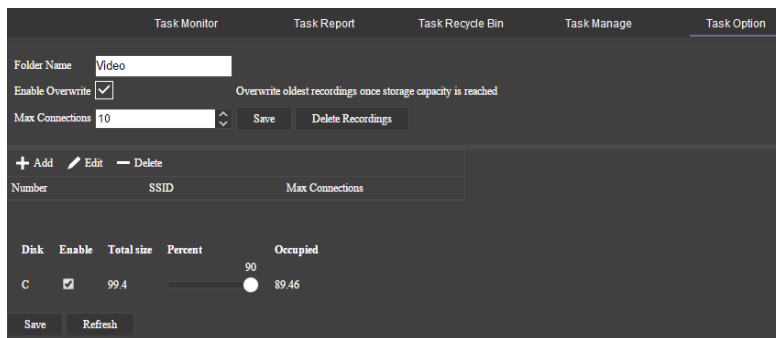 Task Monitor Task Report Task Recycle Bin Task Manage Task Option
Folder Name Video
Enable Overwrite Overwrite oldest recordings once storage capacity is reached
Max Connections 10 Save Delete Recordings
Add Edit Delete
Number SSID Max Connections
Disk Enable Total size Percent Occupied
90
C 99.4 89.46
Save Refresh